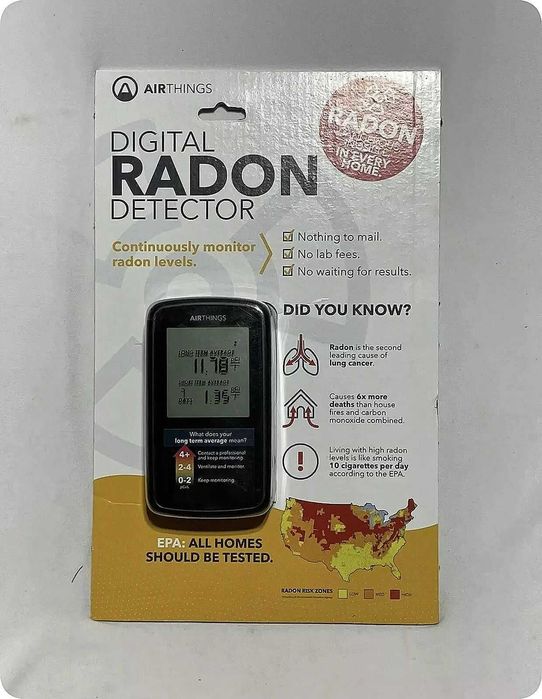 AIRTHINGS
DIGITAL
RADON
DETECTOR
RADON
IN EVERY
HOME.
Continuously monitor
radon levels.
Nothing to mail.
No lab fees.
No waiting for results.
DID YOU KNOW?
Radon is the second
leading cause of
lung cancer.
Causes 6x more
deaths than house
fires and carbon
monoxide combined.
Living with high radon
levels is like smoking
10 cigarettes per day
according to the EPA.
AIRTHINGS
LONG TERM AVERAGE
11.78
SHORT TERM AVERAGE
1.35
What does your
long term average mean?
4+ Contact a professional
and keep monitoring.
2-4 Ventilate and monitor.
0-2 Keep monitoring.
pCi/L
EPA: ALL HOMES
SHOULD BE TESTED.
RADON RISK ZONES
LOW MED HIGH